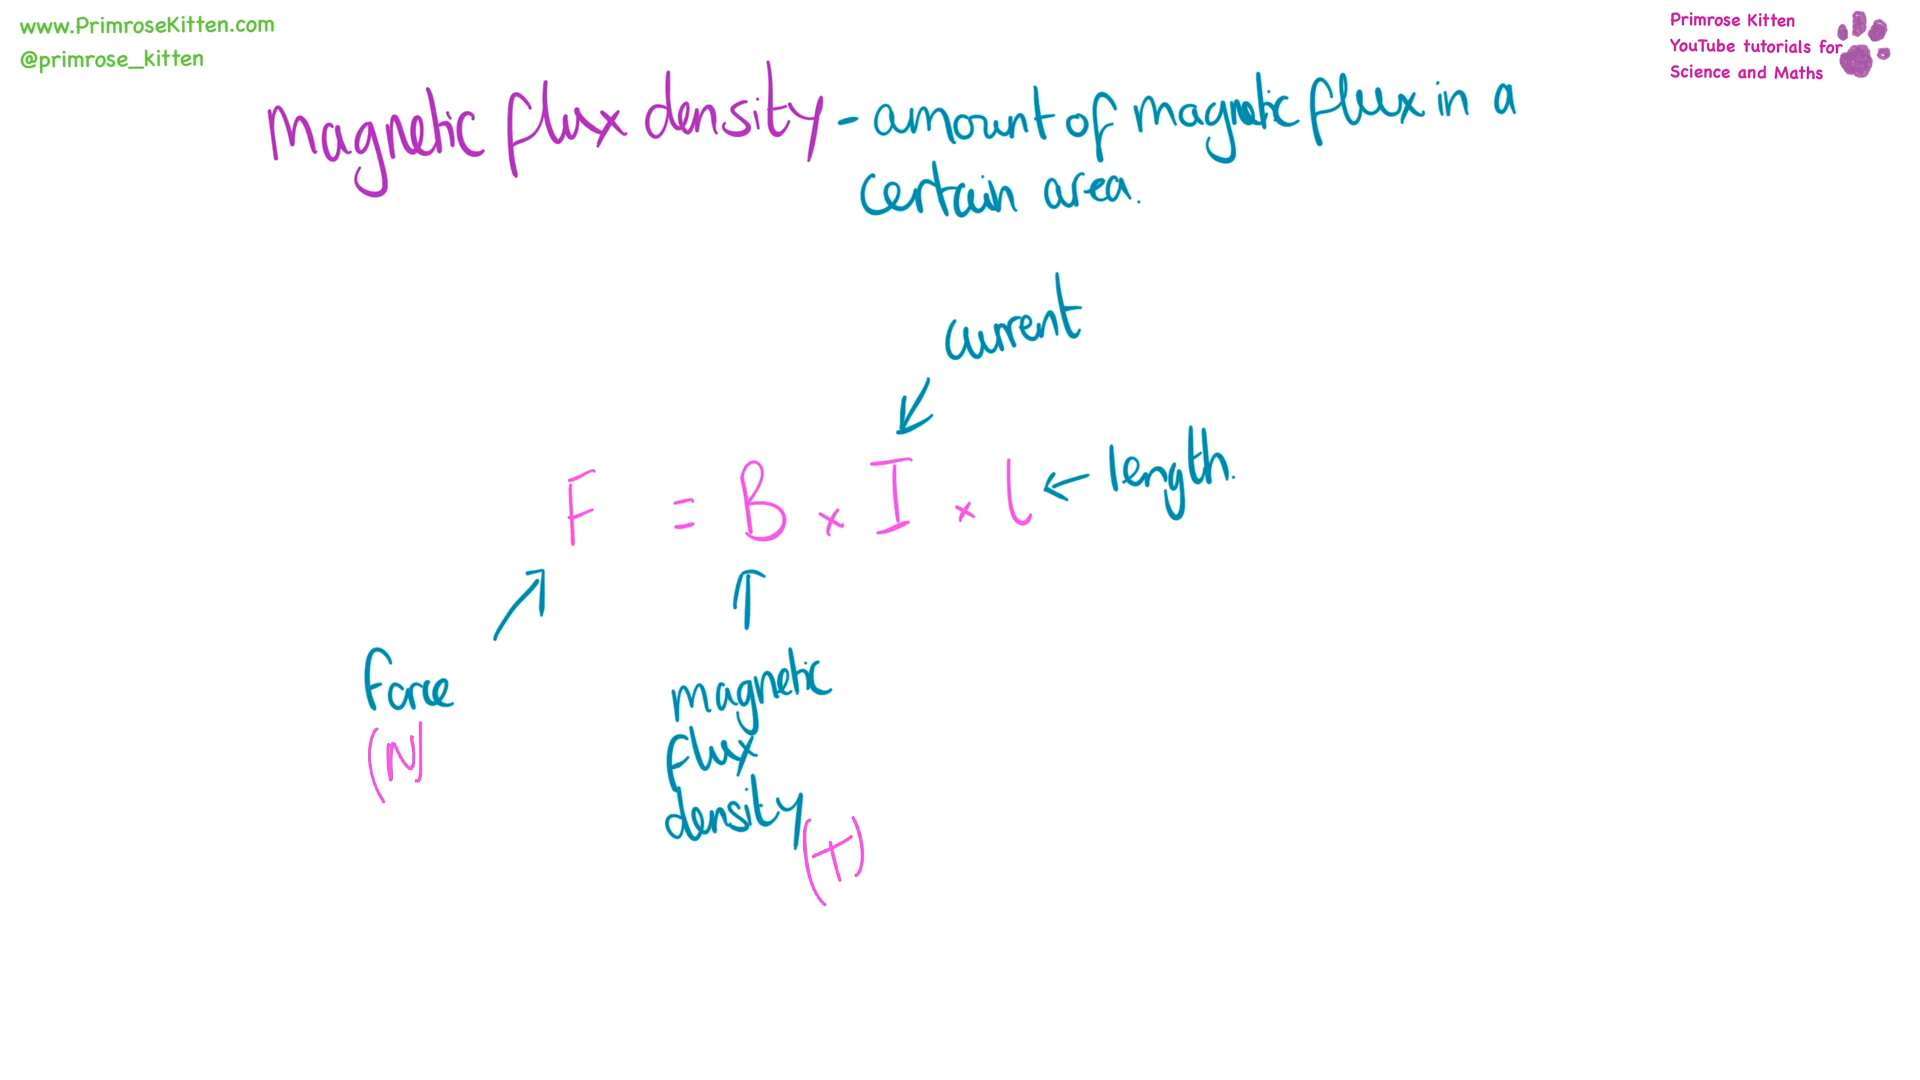 www.PrimroseKitten.com
@primrose_kitten
Primrose Kitten
YouTube tutorials for
Science and Maths
magnetic flux density - amount of magnetic flux in a
certain area.
current
F = B × I × l ← length.
force
(N)
magnetic
flux
density
(T)